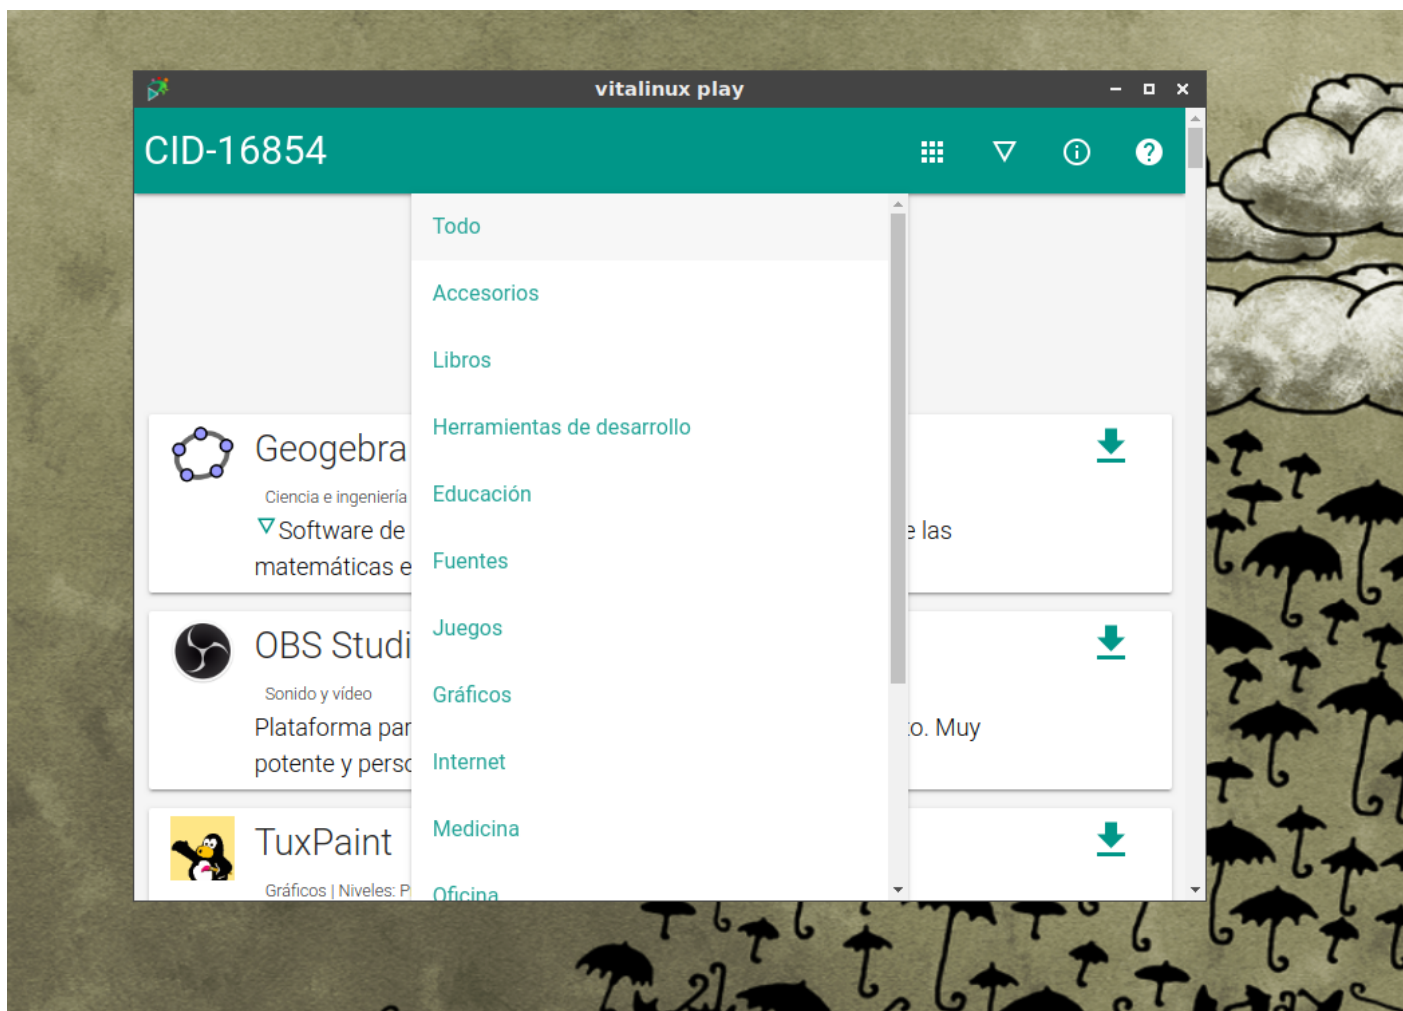 vitalinux play
CID-16854
Todo
Accesorios
Libros
Herramientas de desarrollo
Educación
Fuentes
Juegos
Gráficos
Internet
Medicina
Oficina
Geogebra
Ciencia e ingeniería
Software de e las
matemáticas e
OBS Studi
Sonido y vídeo
Plataforma par o. Muy
potente y perso
TuxPaint
Gráficos | Niveles: P